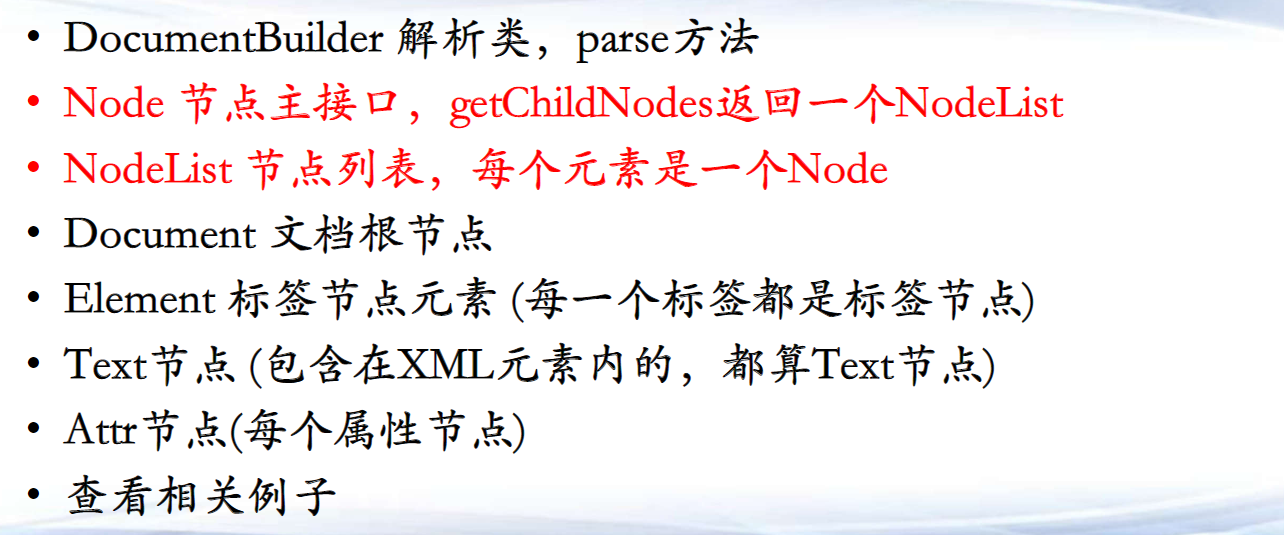 • DocumentBuilder 解析类，parse方法
• Node 节点主接口，getChildNodes返回一个NodeList
• NodeList 节点列表，每个元素是一个Node
• Document 文档根节点
• Element 标签节点元素 (每一个标签都是标签节点)
• Text节点 (包含在XML元素内的，都算Text节点)
• Attr节点(每个属性节点)
• 查看相关例子